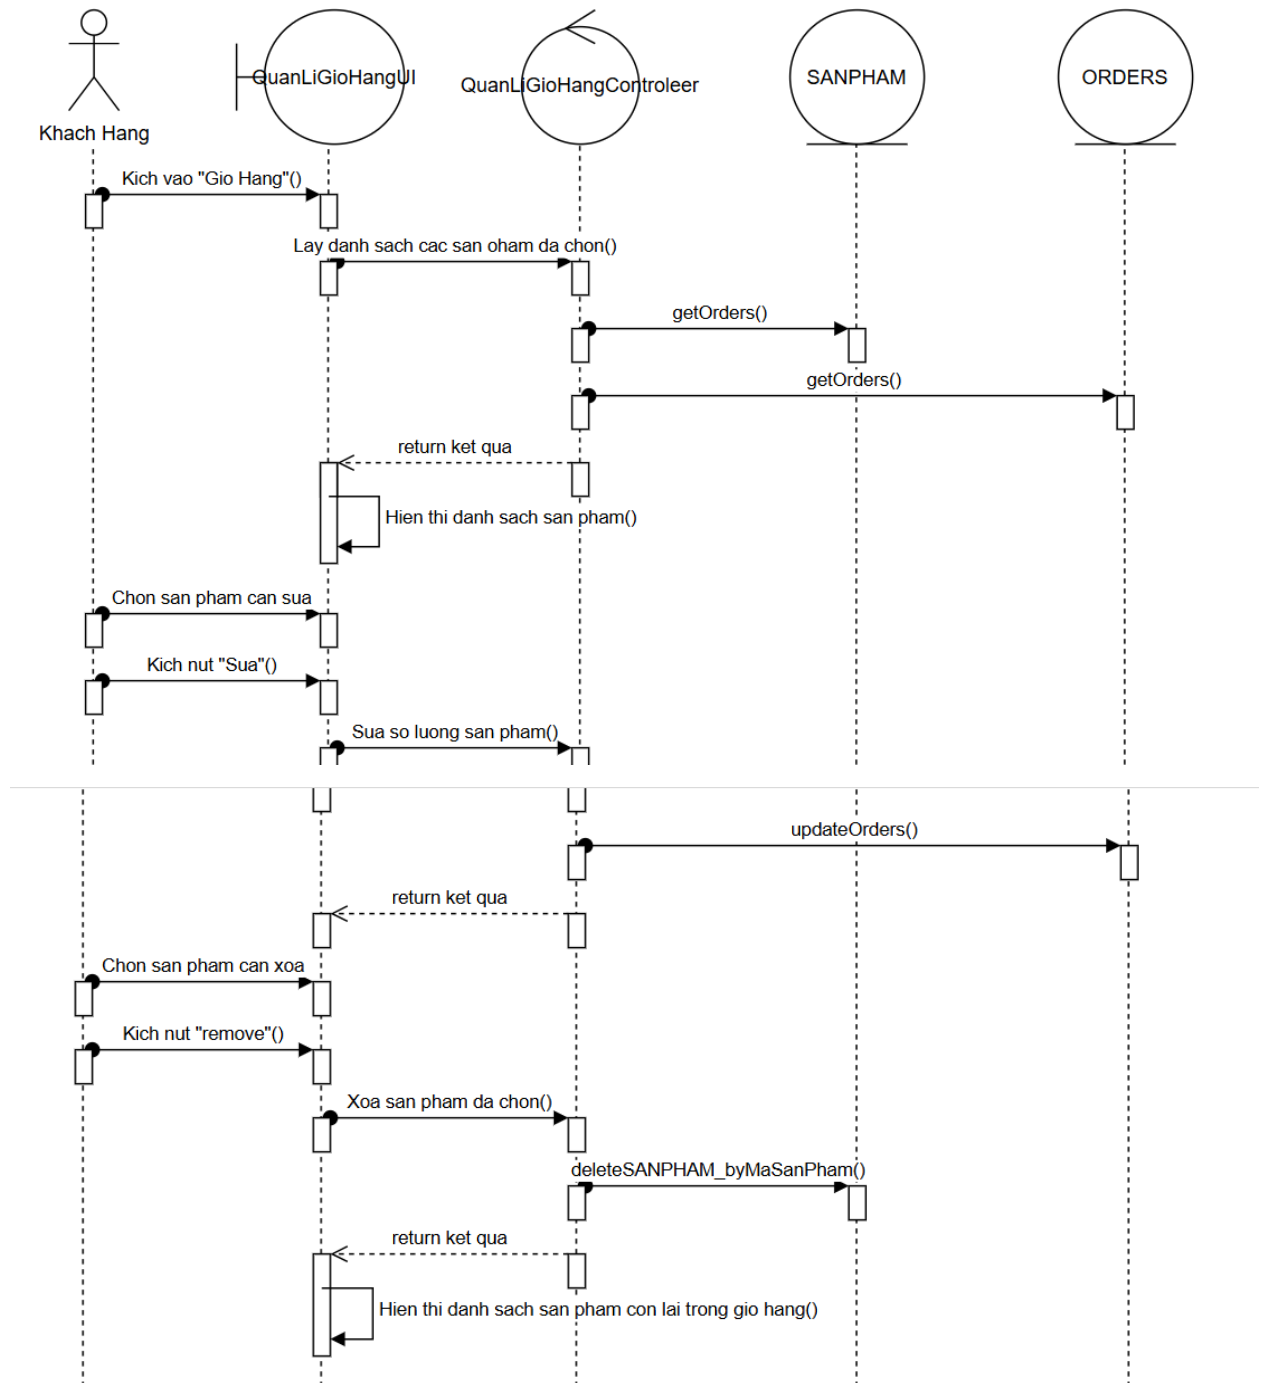 Khach Hang
QuanLiGioHangUI
QuanLiGioHangControleer
SANPHAM
ORDERS
Kich vao "Gio Hang"()
Lay danh sach cac san oham da chon()
getOrders()
getOrders()
return ket qua
Hien thi danh sach san pham()
Chon san pham can sua
Kich nut "Sua"()
Sua so luong san pham()
updateOrders()
return ket qua
Chon san pham can xoa
Kich nut "remove"()
Xoa san pham da chon()
deleteSANPHAM_byMaSanPham()
return ket qua
Hien thi danh sach san pham con lai trong gio hang()